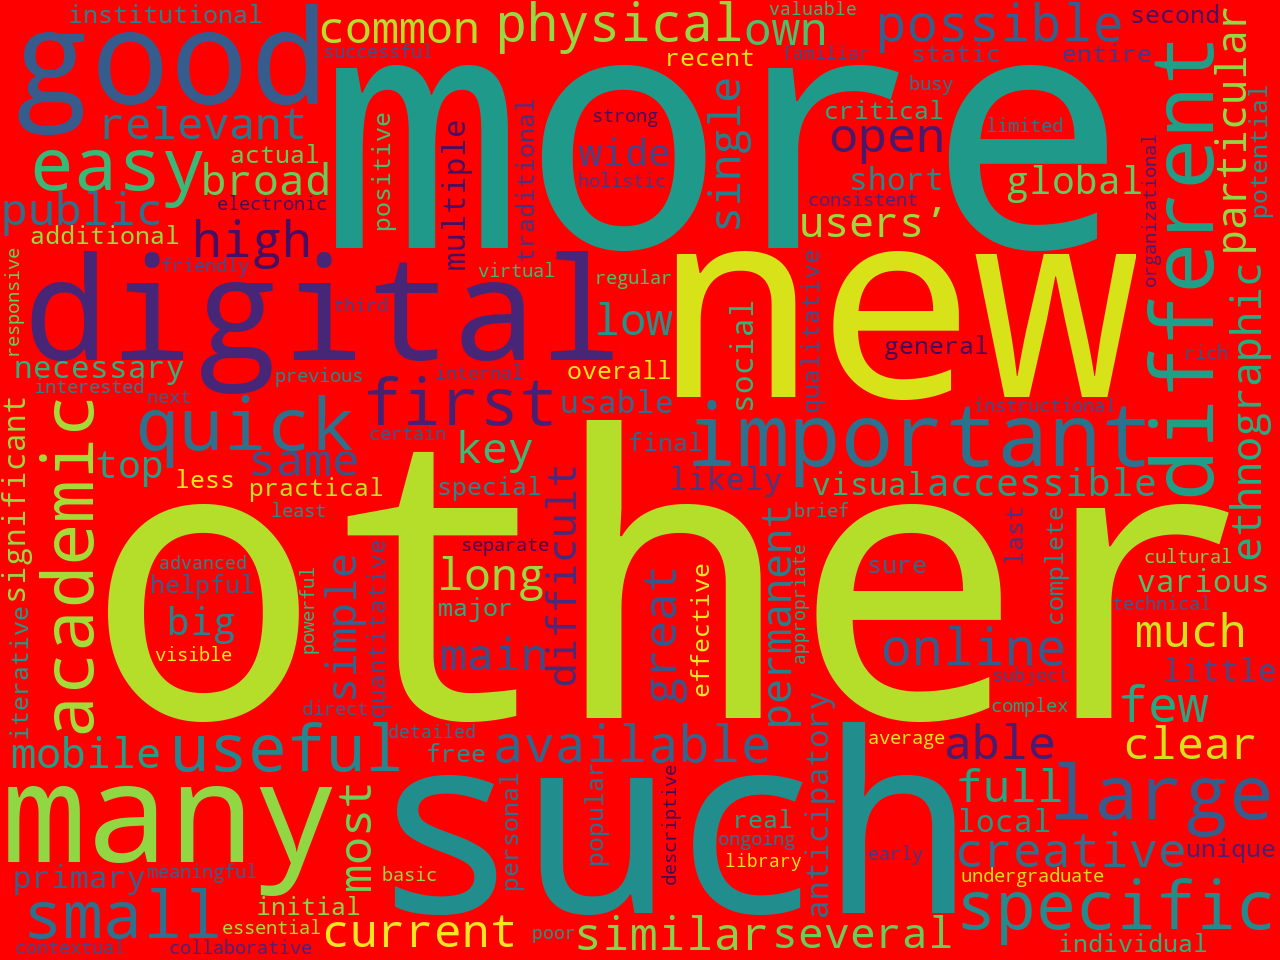 institutional
good
common
physical
own
valuable
possible
second
successful
recent
familiar
static
entire
particular
more
relevant
easy
actual
broad
positive
multiple
traditional
strong
wide
holistic
single
critical
busy
open
limited
different
potential
public
electronic
short
global
consistent
organizational
additional
high
users’
friendly
virtual
regular
responsive
digital
third
low
social
qualitative
new
general
rich
ethnographic
necessary
interested
previous
internal
overall
next
first
usable
instructional
significant
academic
quick
certain
key
final
important
top
same
less
practical
special
likely
visual
accessible
least
difficult
permanent
brief
last
complete
other
separate
advanced
helpful
powerful
simple
quantitative
long
major
great
effective
appropriate
sure
cultural
various
technical
iterative
big
visible
main
online
much
subject
little
direct
complex
few
mobile
useful
detailed
free
available
anticipatory
average
able
clear
many
most
such
personal
popular
descriptive
real
ongoing
library
early
full
large
local
creative
unique
primary
meaningful
basic
undergraduate
small
initial
essential
current
specific
contextual
collaborative
poor
similar
several
individual